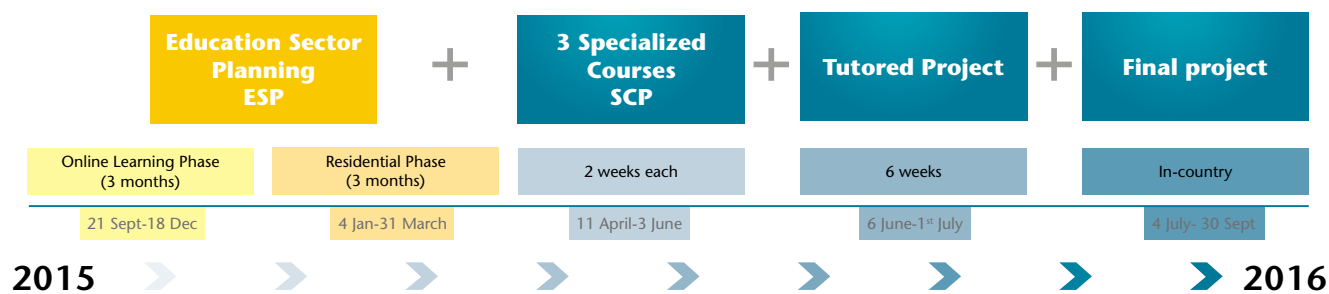 Education Sector
Planning
ESP
+
3 Specialized
Courses
SCP
+
Tutored Project
+
Final project
Online Learning Phase
(3 months)
Residential Phase
(3 months)
2 weeks each
6 weeks
In-country
21 Sept-18 Dec
4 Jan-31 March
11 April-3 June
6 June-1st July
4 July- 30 Sept
2015
2016